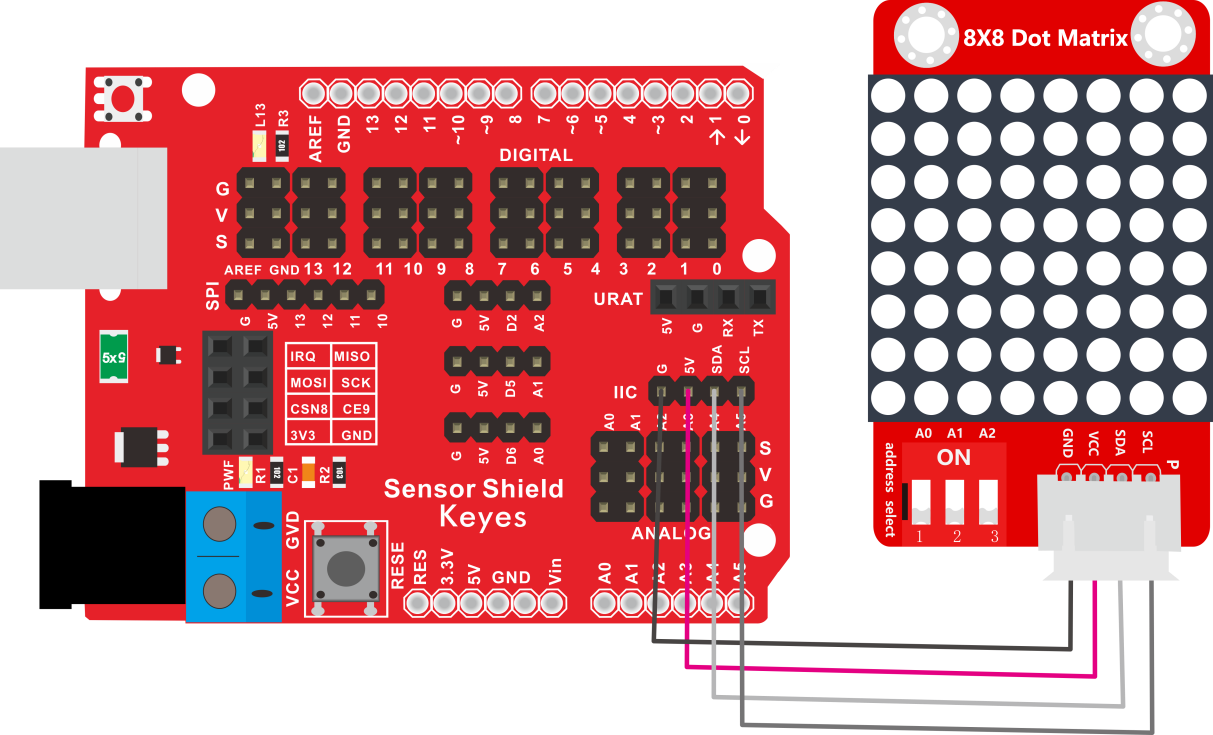 8X8 Dot Matrix
L13
R3
102
AREF
GND
13
12
11
~10
~9
8
7
~6
~5
4
~3
2
→1
←0
DIGITAL
G
V
S
AREF GND 13 12 11 10 9 8 7 6 5 4 3 2 1 0
SPI
G
5V
13
12
11
10
G
5V
D2
A2
URAT
5V
G
RX
TX
5x5
IRQ MISO
MOSI SCK
CSN8 CE9
3V3 GND
G
5V
D5
A1
IIC
G
5V
SDA
SCL
A0
A1
A2
A3
A4
A5
S
V
G
G
5V
D6
A0
PWF
R1
102
C1
R2
103
Sensor Shield
Keyes
ANALOG
GVD
VCC
RESE
RES
3.3V
5V
GND
Vin
A0
A1
A2
A3
A4
A5
A0 A1 A2
ON
address select
1 2 3
GND
VCC
SDA
SCL
P